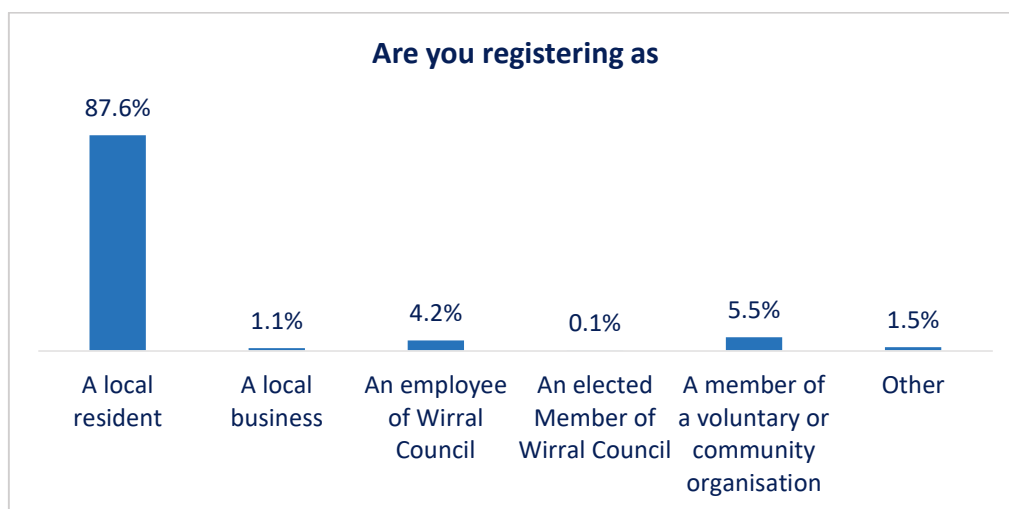 Are you registering as
87.6%
1.1%
4.2%
0.1%
5.5%
1.5%
A local
resident
A local
business
An employee
of Wirral
Council
An elected
Member of
Wirral Council
A member of
a voluntary or
community
organisation
Other